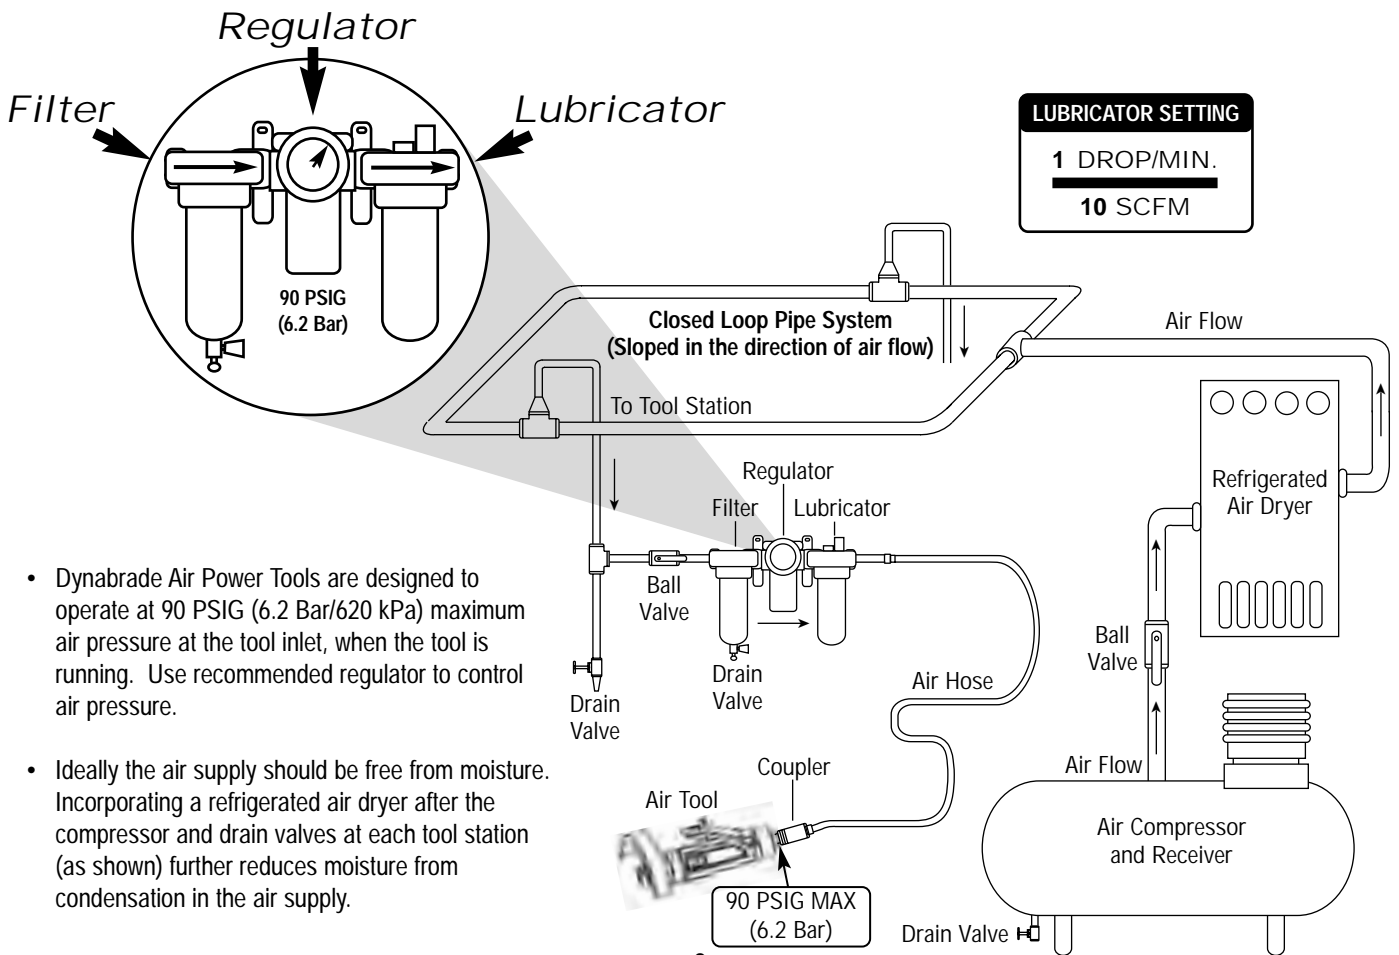 Regulator
Filter
Lubricator
90 PSIG
(6.2 Bar)
LUBRICATOR SETTING
1 DROP/MIN.
10 SCFM
Closed Loop Pipe System
(Sloped in the direction of air flow)
Air Flow
To Tool Station
Refrigerated
Air Dryer
Regulator
Filter
Lubricator
Ball
Valve
Drain
Valve
Drain
Valve
Air Hose
Ball
Valve
Air Flow
Coupler
Air Tool
90 PSIG MAX
(6.2 Bar)
Air Compressor
and Receiver
Drain Valve
• Dynabrade Air Power Tools are designed to
operate at 90 PSIG (6.2 Bar/620 kPa) maximum
air pressure at the tool inlet, when the tool is
running. Use recommended regulator to control
air pressure.
• Ideally the air supply should be free from moisture.
Incorporating a refrigerated air dryer after the
compressor and drain valves at each tool station
(as shown) further reduces moisture from
condensation in the air supply.